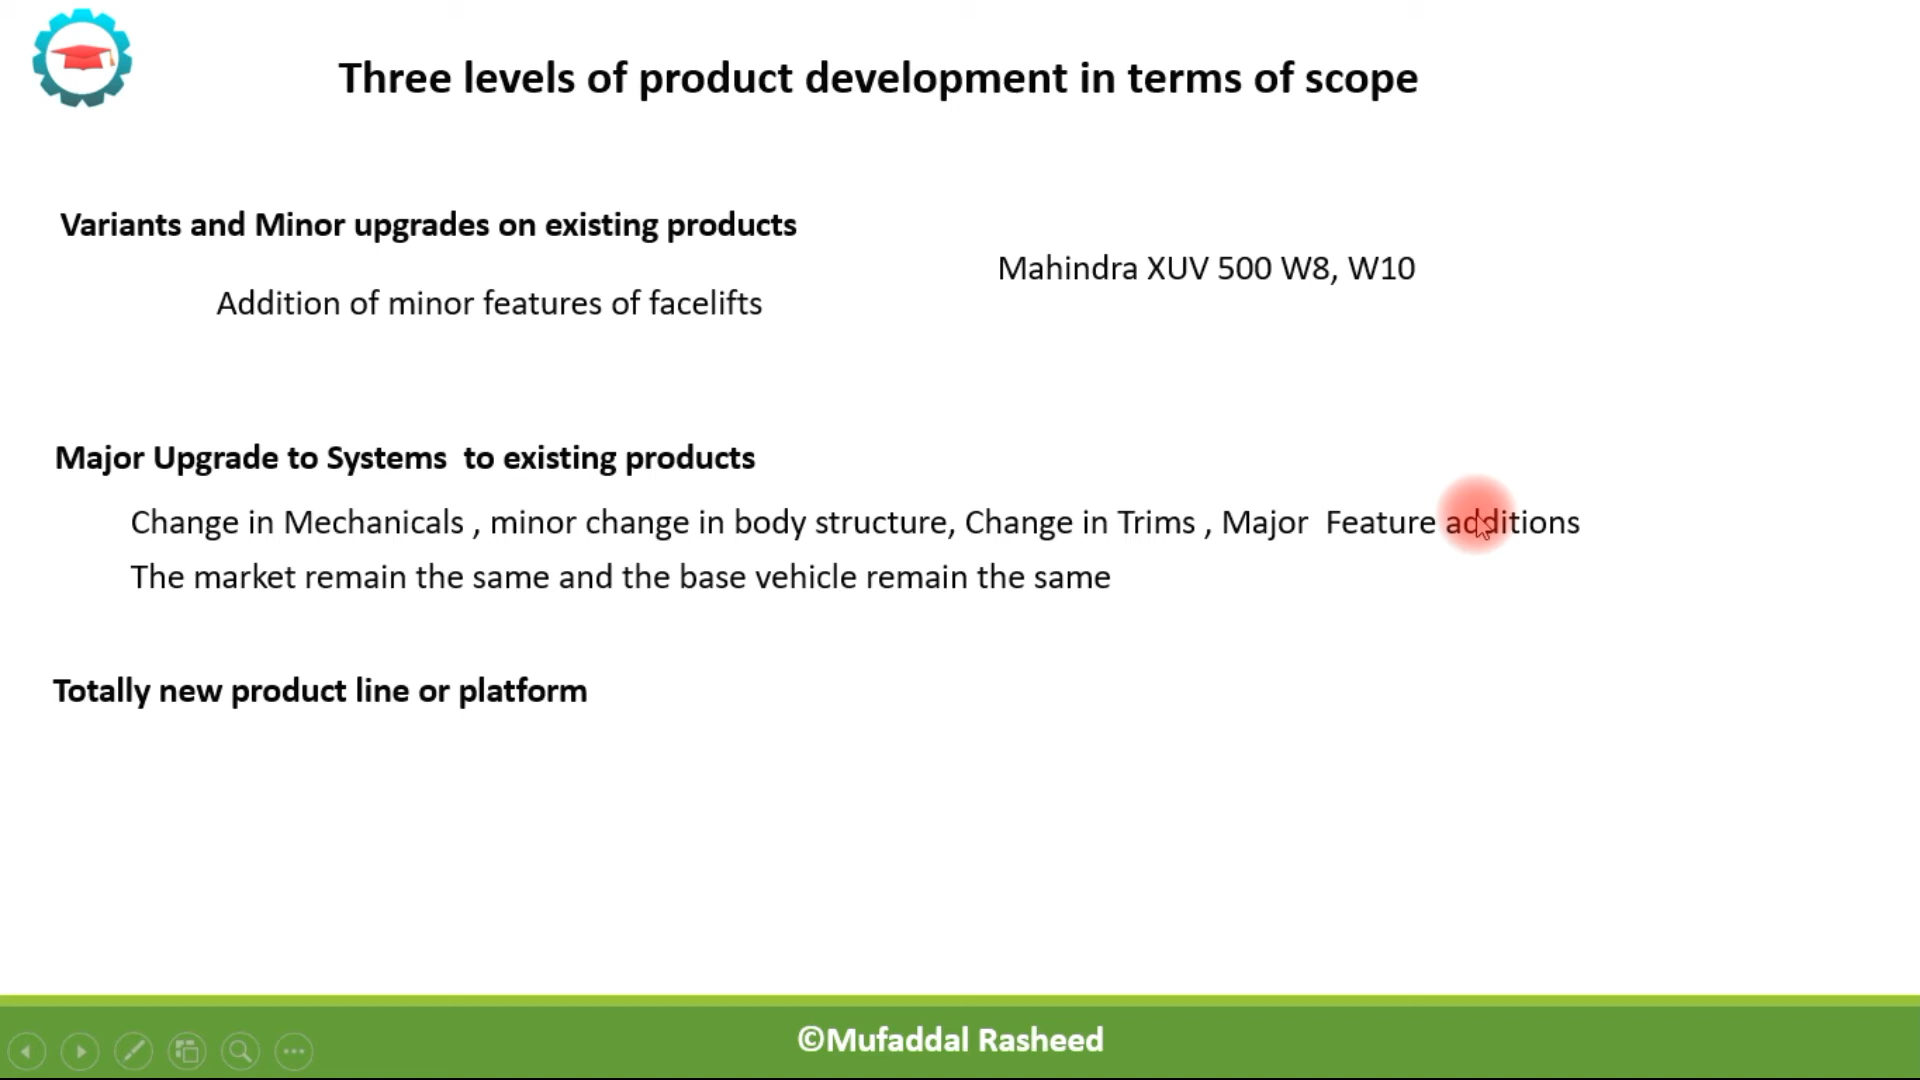 Three levels of product development in terms of scope
Variants and Minor upgrades on existing products
Mahindra XUV 500 W8, W10
Addition of minor features of facelifts
Major Upgrade to Systems  to existing products
Change in Mechanicals , minor change in body structure, Change in Trims , Major  Feature additions
The market remain the same and the base vehicle remain the same
Totally new product line or platform
©Mufaddal Rasheed